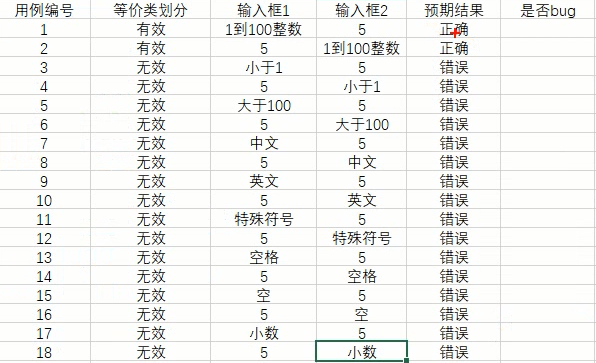 用例编号 等价类划分 输入框1 输入框2 预期结果 是否bug
1 有效 1到100整数 5 正确
2 有效 5 1到100整数 正确
3 无效 小于1 5 错误
4 无效 5 小于1 错误
5 无效 大于100 5 错误
6 无效 5 大于100 错误
7 无效 中文 5 错误
8 无效 5 中文 错误
9 无效 英文 5 错误
10 无效 5 英文 错误
11 无效 特殊符号 5 错误
12 无效 5 特殊符号 错误
13 无效 空格 5 错误
14 无效 5 空格 错误
15 无效 空 5 错误
16 无效 5 空 错误
17 无效 小数 5 错误
18 无效 5 小数 错误